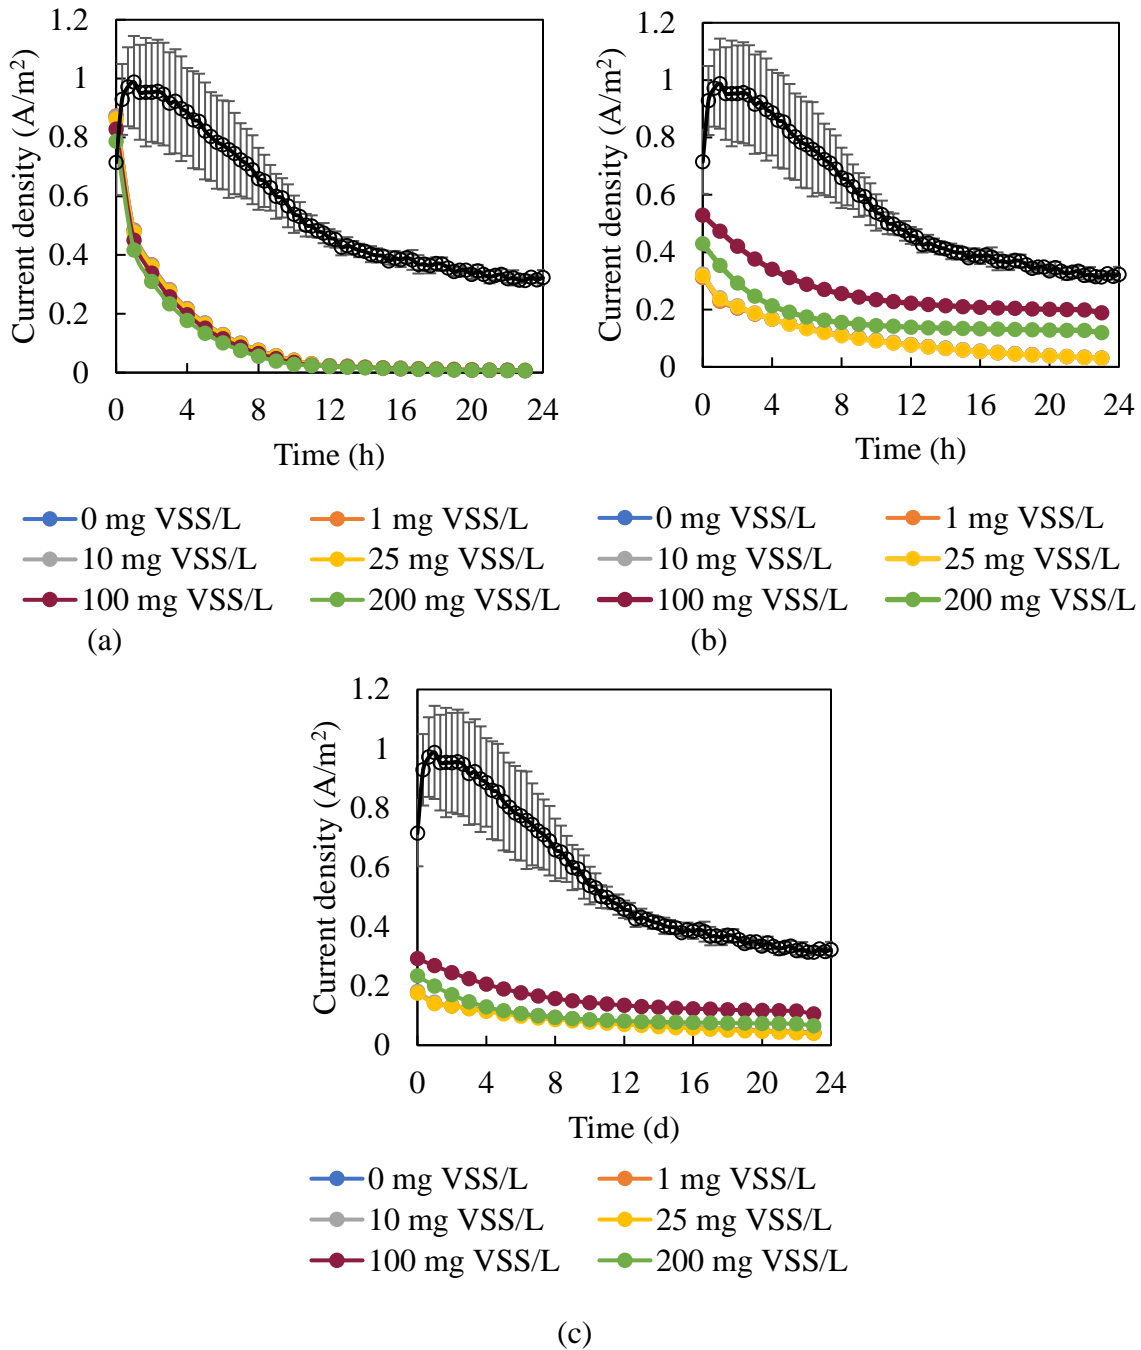 1.2
1
0.8
0.6
0.4
0.2
0
Current density (A/m²)
0 4 8 12 16 20 24
Time (h)
0 mg VSS/L 1 mg VSS/L
10 mg VSS/L 25 mg VSS/L
100 mg VSS/L 200 mg VSS/L
(a)
1.2
1
0.8
0.6
0.4
0.2
0
Current density (A/m²)
0 4 8 12 16 20 24
Time (h)
0 mg VSS/L 1 mg VSS/L
10 mg VSS/L 25 mg VSS/L
100 mg VSS/L 200 mg VSS/L
(b)
1.2
1
0.8
0.6
0.4
0.2
0
Current density (A/m²)
0 4 8 12 16 20 24
Time (d)
0 mg VSS/L 1 mg VSS/L
10 mg VSS/L 25 mg VSS/L
100 mg VSS/L 200 mg VSS/L
(c)